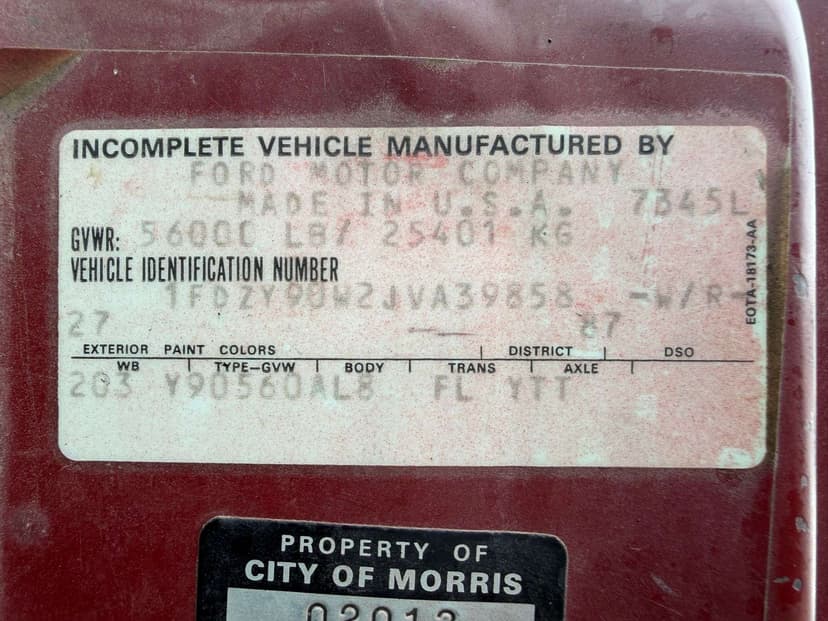 INCOMPLETE VEHICLE MANUFACTURED BY
FORD MOTOR COMPANY
MADE IN U.S.A. 7345L
GVWR: 56000 LB/ 25401 KG
VEHICLE IDENTIFICATION NUMBER
1FDZY90W2JVA39858 -W/R-
27 87
EXTERIOR PAINT COLORS DISTRICT DSO
WB TYPE-GVW BODY TRANS AXLE
203 Y90560AL8 FL YTT
EOTA-18173-AA
PROPERTY OF
CITY OF MORRIS